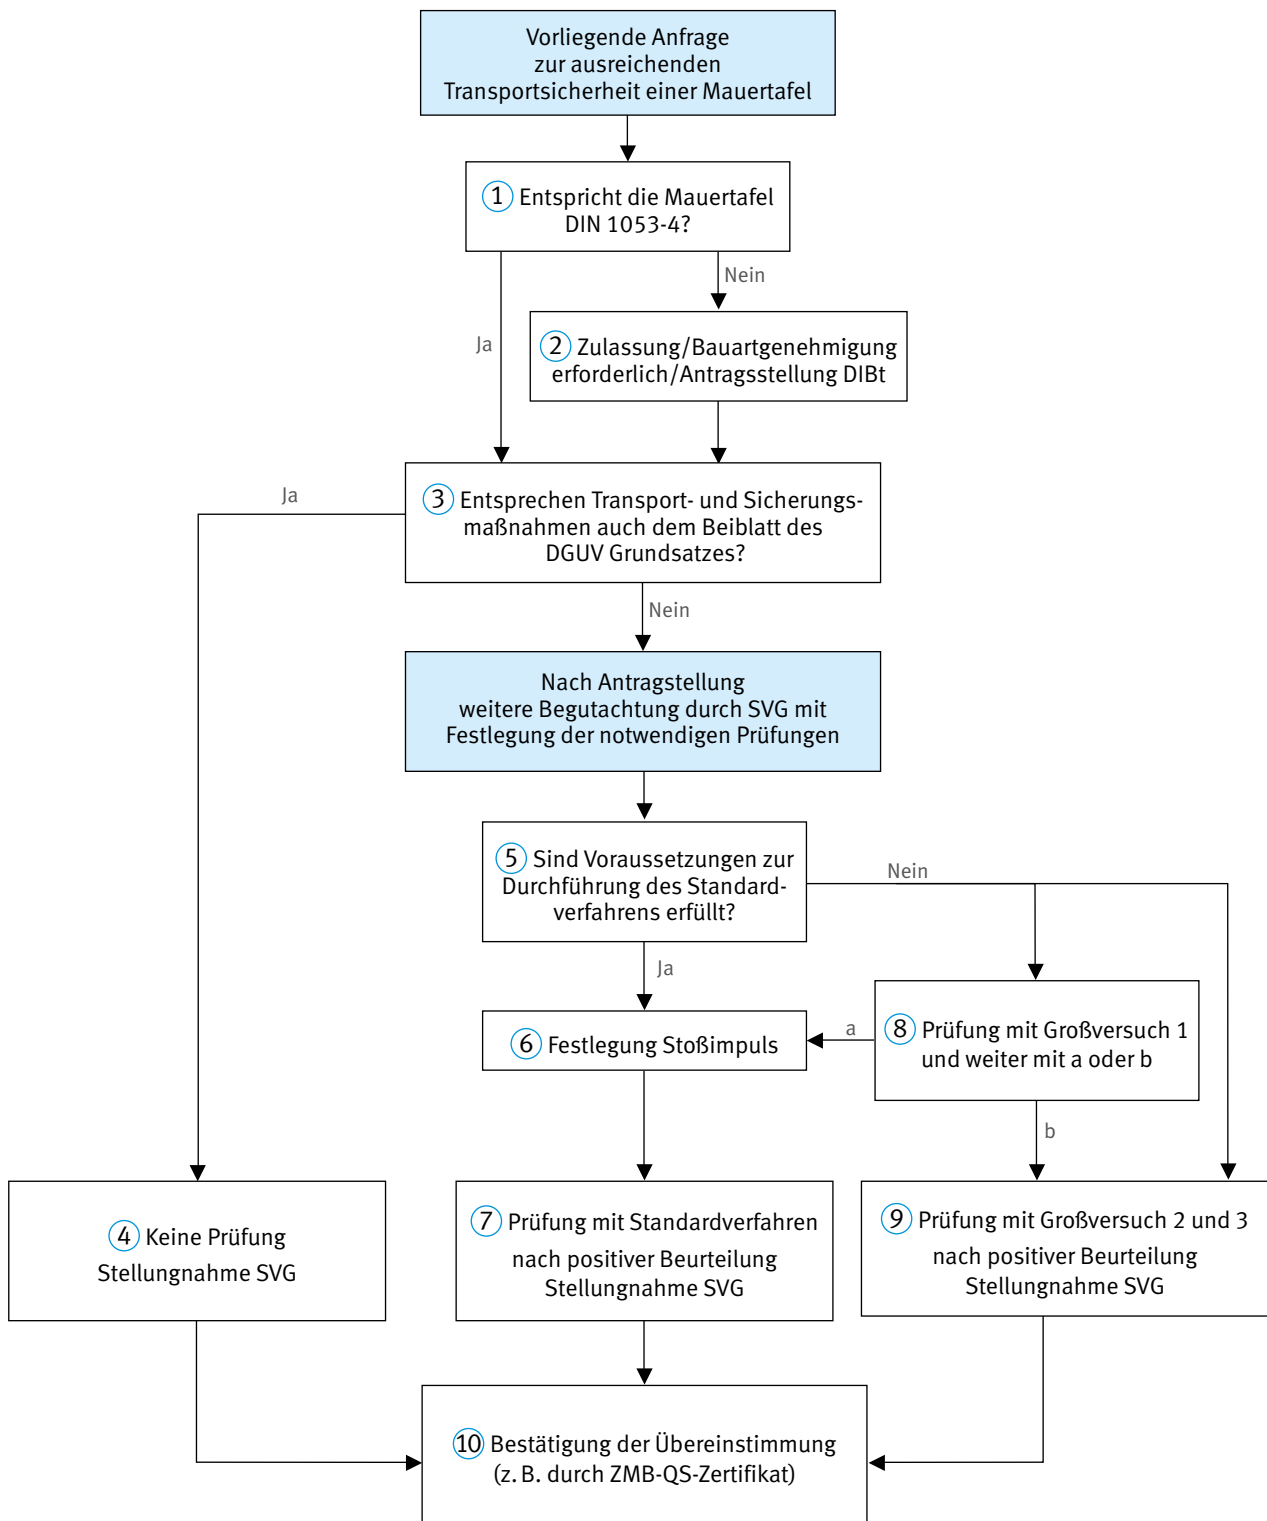 Vorliegende Anfrage
zur ausreichenden
Transportsicherheit einer Mauertafel
1 Entspricht die Mauertafel
DIN 1053-4?
Nein
Ja
2 Zulassung/Bauartgenehmigung
erforderlich/Antragsstellung DIBt
Ja
3 Entsprechen Transport- und Sicherungs-
maßnahmen auch dem Beiblatt des
DGUV Grundsatzes?
Nein
Nach Antragstellung
weitere Begutachtung durch SVG mit
Festlegung der notwendigen Prüfungen
5 Sind Voraussetzungen zur
Durchführung des Standard-
verfahrens erfüllt?
Nein
Ja
6 Festlegung Stoßimpuls
a
8 Prüfung mit Großversuch 1
und weiter mit a oder b
b
4 Keine Prüfung
Stellungnahme SVG
7 Prüfung mit Standardverfahren
nach positiver Beurteilung
Stellungnahme SVG
9 Prüfung mit Großversuch 2 und 3
nach positiver Beurteilung
Stellungnahme SVG
10 Bestätigung der Übereinstimmung
(z. B. durch ZMB-QS-Zertifikat)